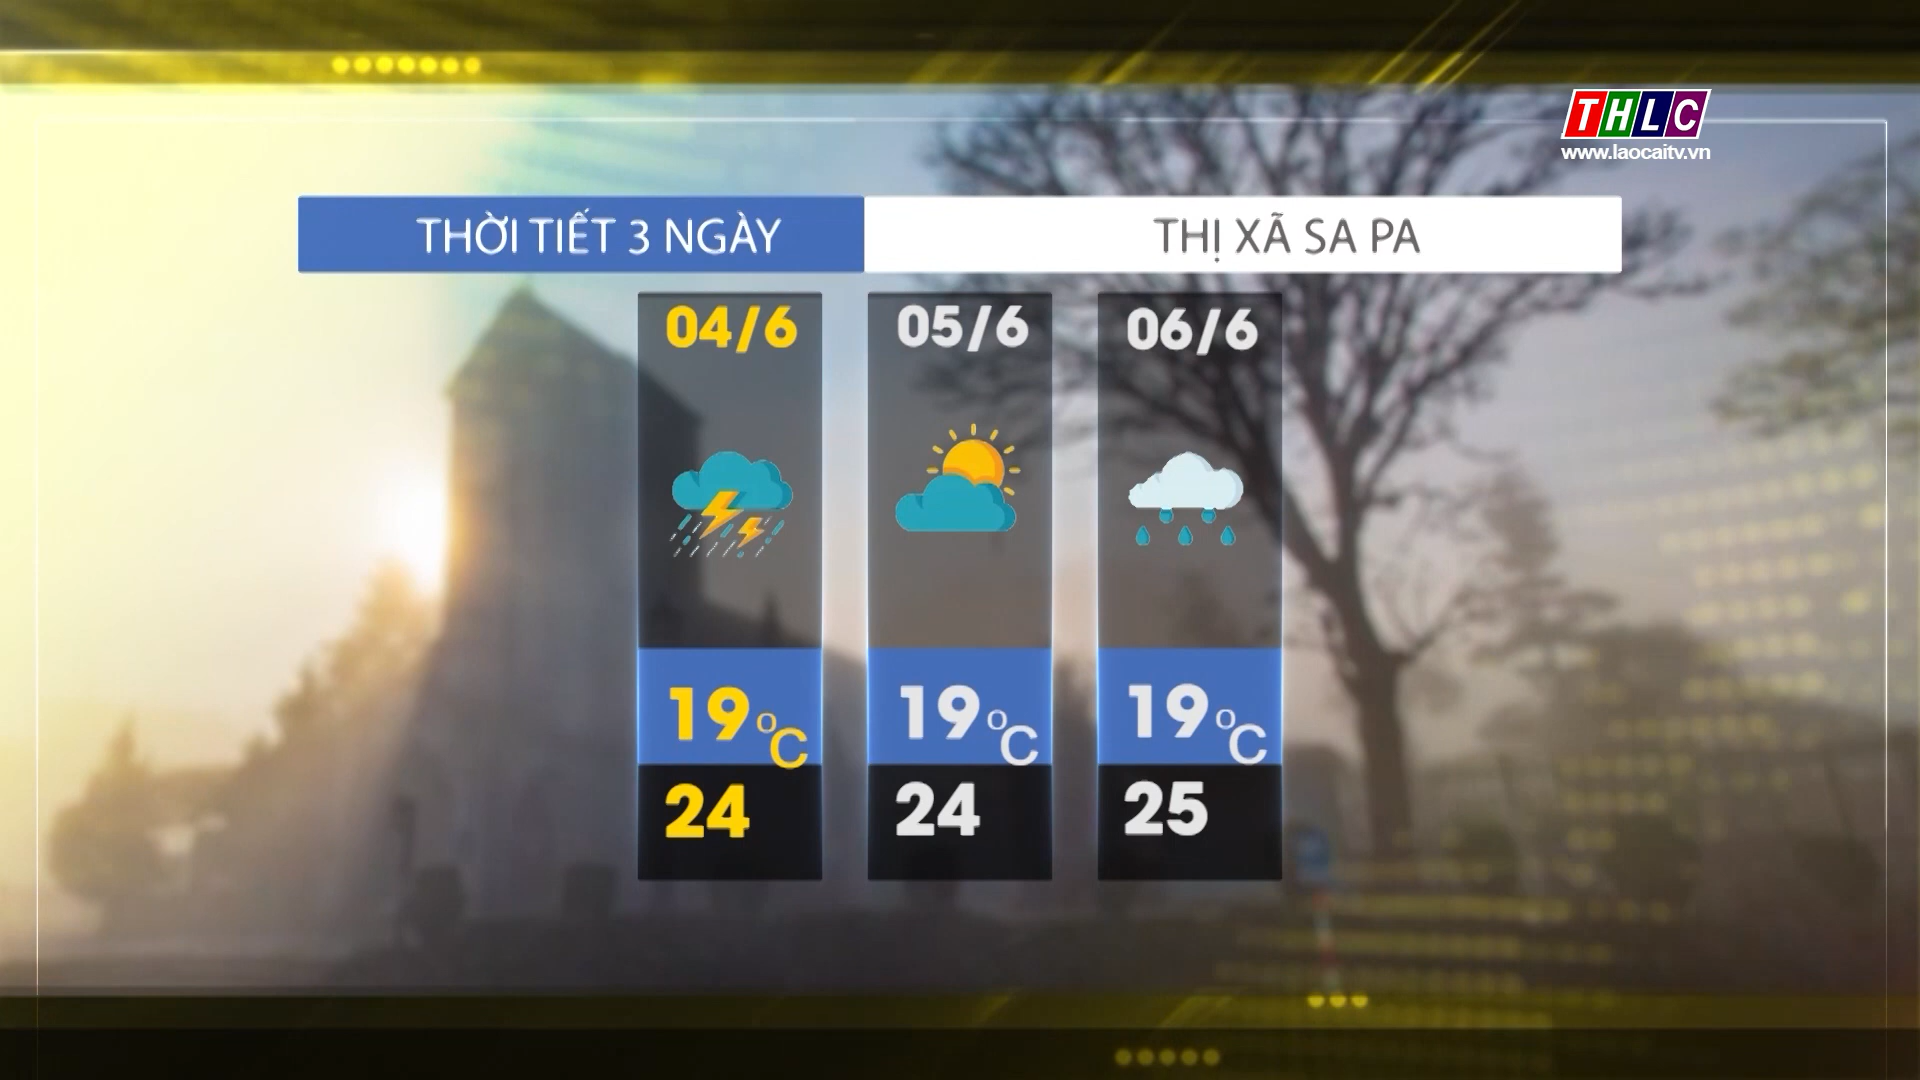 THLC
www.laocaitv.vn
THỜI TIẾT 3 NGÀY THỊ XÃ SA PA
04/6 05/6 06/6
19°C 19°C 19°C
24 24 25